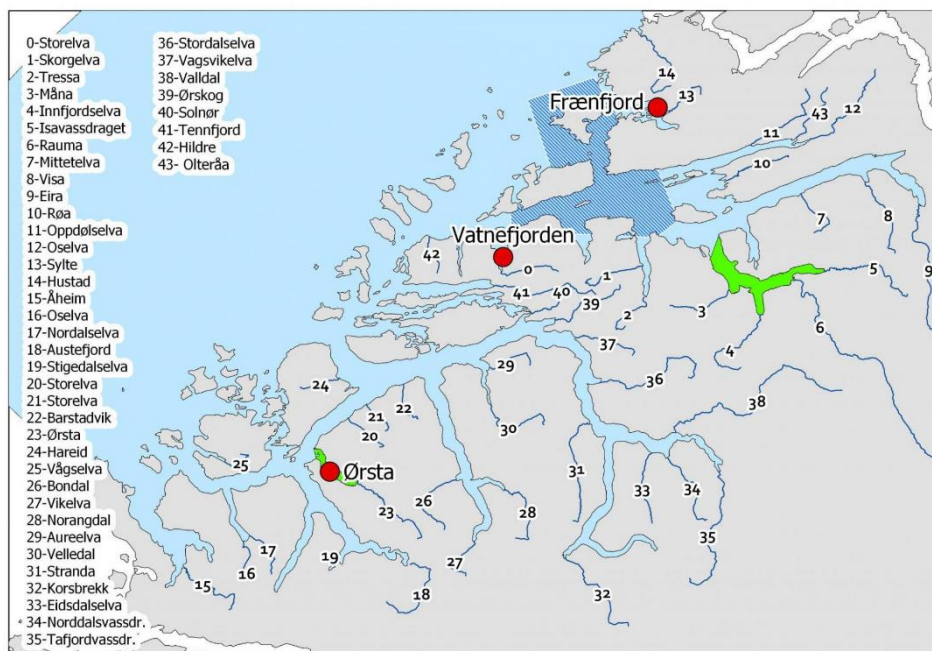 0-Storelva
1-Skorgelva
2-Tressa
3-Måna
4-Innfjordselva
5-Isavassdraget
6-Rauma
7-Mittetelva
8-Visa
9-Eira
10-Røa
11-Oppdølselva
12-Oselva
13-Sylte
14-Hustad
15-Åheim
16-Oselva
17-Nordalselva
18-Austefjord
19-Stigedalselva
20-Storelva
21-Storelva
22-Barstadvik
23-Ørsta
24-Hareid
25-Vågselva
26-Bondal
27-Vikelva
28-Norangdal
29-Aureelva
30-Velledal
31-Stranda
32-Korsbrekk
33-Eidsdalselva
34-Norddalsvassdr.
35-Tafjordvassdr.
36-Stordalselva
37-Vagsvikelva
38-Valldal
39-Ørskog
40-Solnør
41-Tennfjord
42-Hildre
43- Olteråa
14
13
Frænfjord
43
12
11
10
7
8
Vatnefjorden
42
0
1
5
9
41
40
39
2
3
6
37
4
29
36
24
38
22
21
20
30
25
Ørsta
31
33
34
26
23
28
35
17
16
19
27
15
18
32